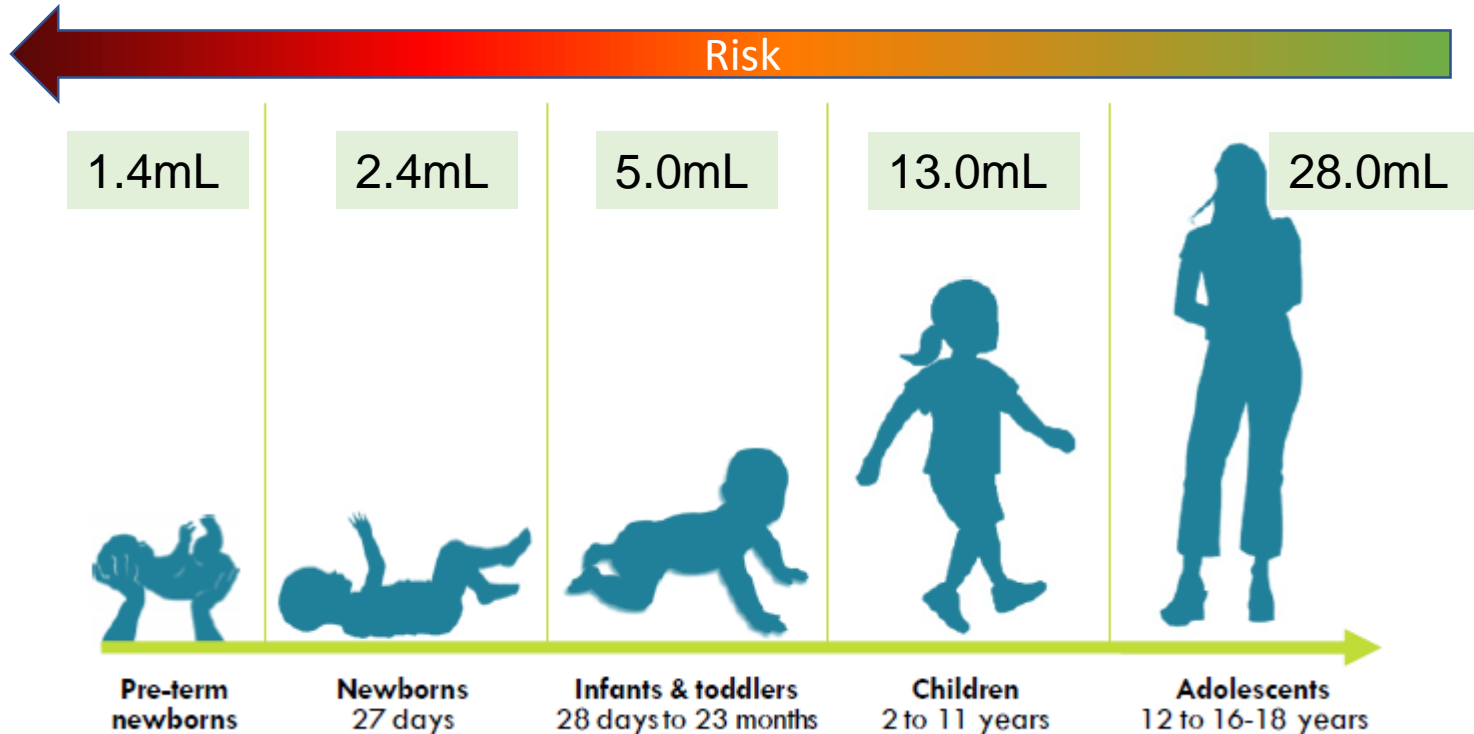 Risk
1.4mL
2.4mL
5.0mL
13.0mL
28.0mL
Pre-term
newborns
Newborns
27 days
Infants & toddlers
28 days to 23 months
Children
2 to 11 years
Adolescents
12 to 16-18 years